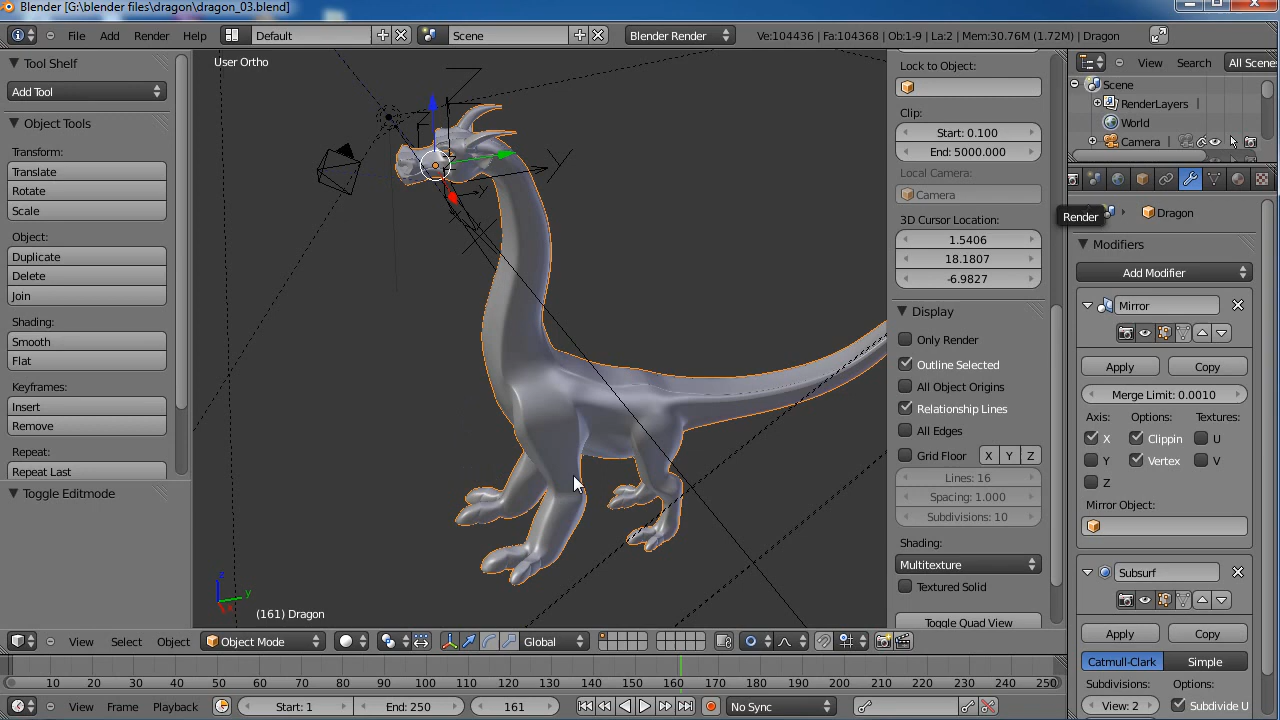 Blender [G:\blender files\dragon\dragon_03.blend]
File Add Render Help Default Scene Blender Render Ve:104436 | Fa:104368 | Ob:1-9 | La:2 | Mem:30.76M (1.72M) | Dragon
Tool Shelf
Add Tool
Object Tools
Transform:
Translate
Rotate
Scale
Object:
Duplicate
Delete
Join
Shading:
Smooth
Flat
Keyframes:
Insert
Remove
Repeat:
Repeat Last
Toggle Editmode
User Ortho
Z
Y
(161) Dragon
z
y
x
Lock to Object:
Clip:
Start: 0.100
End: 5000.000
Local Camera:
Camera
3D Cursor Location:
1.5406
18.1807
-6.9827
Display
Only Render
Outline Selected
All Object Origins
Relationship Lines
All Edges
Grid Floor X Y Z
Lines: 16
Spacing: 1.000
Subdivisions: 10
Shading:
Multitexture
Textured Solid
Toggle Quad View
View Search All Scene
Scene
RenderLayers
World
Camera
Render
Dragon
Modifiers
Add Modifier
Mirror
Apply Copy
Merge Limit: 0.0010
Axis: Options: Textures:
X Clippin U
Y Vertex V
Z
Mirror Object:
Subsurf
Apply Copy
Catmull-Clark Simple
Subdivisions: Options:
View: 2 Subdivide U
View Select Object Object Mode Global
10 20 30 40 50 60 70 80 90 100 110 120 130 140 150 160 170 180 190 200 210 220 230 240 250
View Frame Playback Start: 1 End: 250 161 No Sync